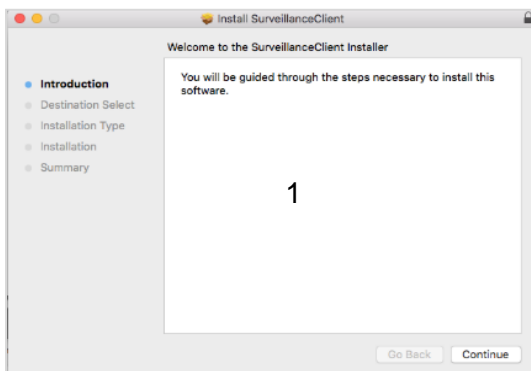 Install SurveillanceClient
Welcome to the SurveillanceClient Installer
Introduction
Destination Select
Installation Type
Installation
Summary
You will be guided through the steps necessary to install this
software.
1
Go Back
Continue